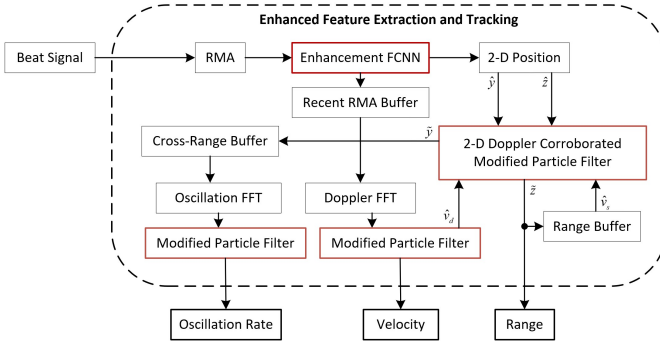 Enhanced Feature Extraction and Tracking
Beat Signal
RMA
Enhancement FCNN
2-D Position
ŷ
ẑ
Recent RMA Buffer
Cross-Range Buffer
ỹ
2-D Doppler Corroborated
Modified Particle Filter
Oscillation FFT
Doppler FFT
v̂d
z̃
v̂s
Range Buffer
Modified Particle Filter
Modified Particle Filter
Oscillation Rate
Velocity
Range